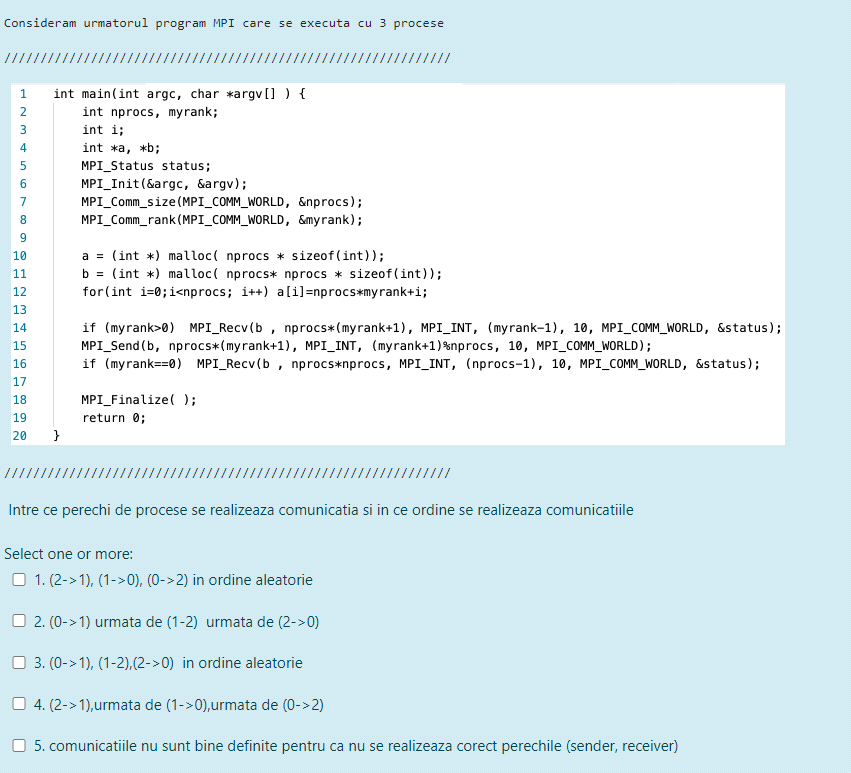 Consideram urmatorul program MPI care se executa cu 3 procese
//////////////////////////////////////////////////////////////
1 int main(int argc, char *argv[] ) {
2 int nprocs, myrank;
3 int i;
4 int *a, *b;
5 MPI_Status status;
6 MPI_Init(&argc, &argv);
7 MPI_Comm_size(MPI_COMM_WORLD, &nprocs);
8 MPI_Comm_rank(MPI_COMM_WORLD, &myrank);
9
10 a = (int *) malloc( nprocs * sizeof(int));
11 b = (int *) malloc( nprocs* nprocs * sizeof(int));
12 for(int i=0;i<nprocs; i++) a[i]=nprocs*myrank+i;
13
14 if (myrank>0)  MPI_Recv(b , nprocs*(myrank+1), MPI_INT, (myrank-1), 10, MPI_COMM_WORLD, &status);
15 MPI_Send(b, nprocs*(myrank+1), MPI_INT, (myrank+1)%nprocs, 10, MPI_COMM_WORLD);
16 if (myrank==0)  MPI_Recv(b , nprocs*nprocs, MPI_INT, (nprocs-1), 10, MPI_COMM_WORLD, &status);
17
18 MPI_Finalize( );
19 return 0;
20 }
//////////////////////////////////////////////////////////////
Intre ce perechi de procese se realizeaza comunicatia si in ce ordine se realizeaza comunicatiile
Select one or more:
1. (2->1), (1->0), (0->2) in ordine aleatorie
2. (0->1) urmata de (1-2) urmata de (2->0)
3. (0->1), (1-2),(2->0) in ordine aleatorie
4. (2->1),urmata de (1->0),urmata de (0->2)
5. comunicatiile nu sunt bine definite pentru ca nu se realizeaza corect perechile (sender, receiver)